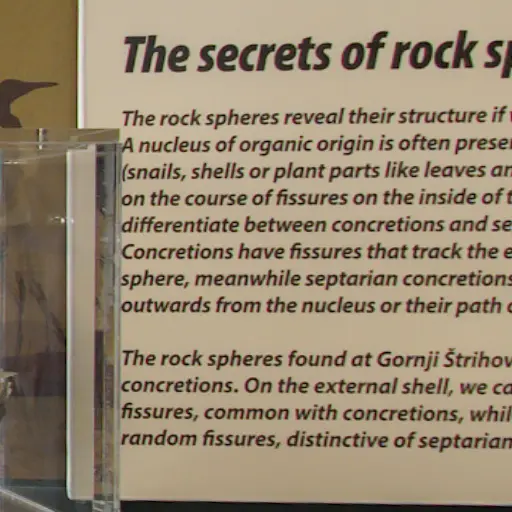 The secrets of rock sp
The rock spheres reveal their structure if
A nucleus of organic origin is often prese
(snails, shells or plant parts like leaves an
on the course of fissures on the inside of t
differentiate between concretions and se
Concretions have fissures that track the e
sphere, meanwhile septarian concretions
outwards from the nucleus or their path
The rock spheres found at Gornji Štrihov
concretions. On the external shell, we ca
fissures, common with concretions, whil
random fissures, distinctive of septarian